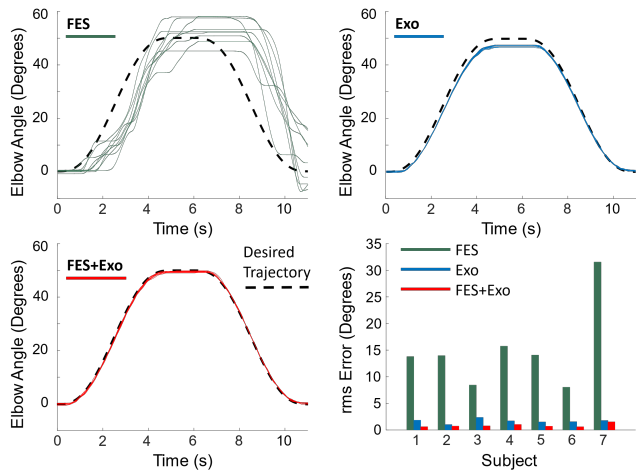 FES
Elbow Angle (Degrees)
60
40
20
0
0 2 4 6 8 10
Time (s)
Exo
Elbow Angle (Degrees)
60
40
20
0
0 2 4 6 8 10
Time (s)
FES+Exo
Desired
Trajectory
Elbow Angle (Degrees)
60
40
20
0
0 2 4 6 8 10
Time (s)
FES
Exo
FES+Exo
rms Error (Degrees)
35
30
25
20
15
10
5
0
1 2 3 4 5 6 7
Subject